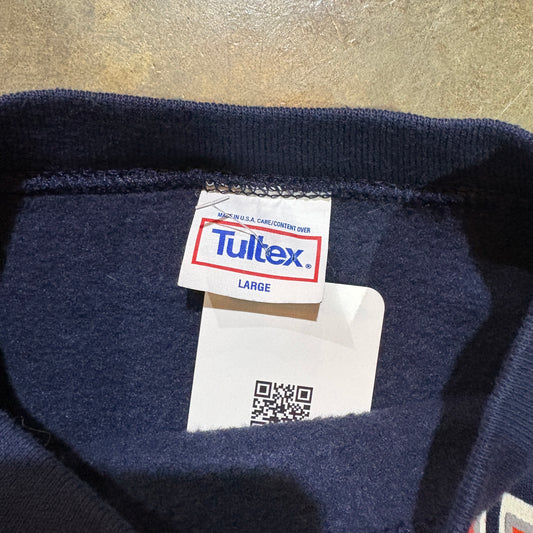 MADE IN U.S.A. CARE/CONTENT OVER
Tultex®
LARGE